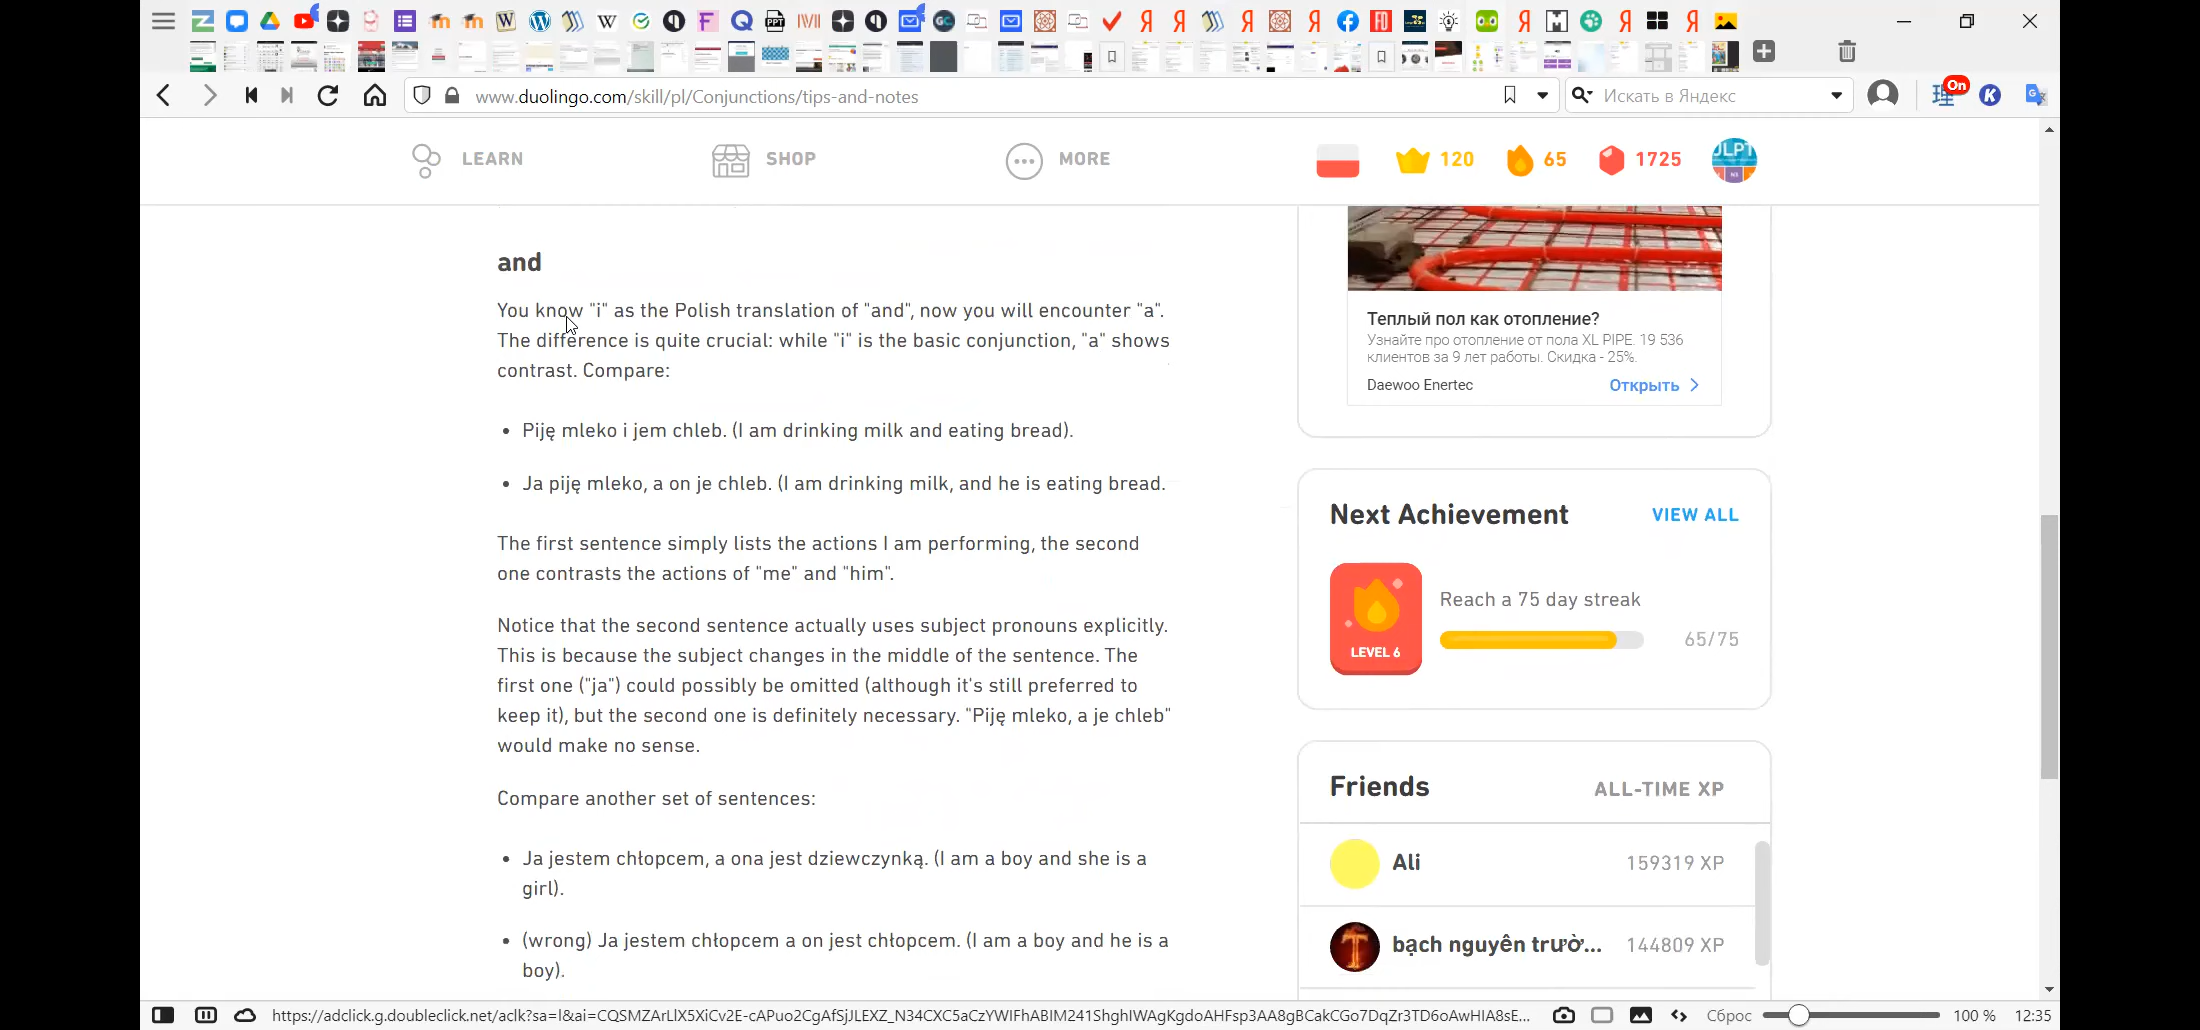 On
www.duolingo.com/skill/pl/Conjunctions/tips-and-notes
Искать в Яндекс
LEARN
SHOP
MORE
120
65
1725
JLPT
N3
and
You know "i" as the Polish translation of "and", now you will encounter "a".
The difference is quite crucial: while "i" is the basic conjunction, "a" shows
contrast. Compare:
• Piję mleko i jem chleb. (I am drinking milk and eating bread).
• Ja piję mleko, a on je chleb. (I am drinking milk, and he is eating bread.
The first sentence simply lists the actions I am performing, the second
one contrasts the actions of "me" and "him".
Notice that the second sentence actually uses subject pronouns explicitly.
This is because the subject changes in the middle of the sentence. The
first one ("ja") could possibly be omitted (although it's still preferred to
keep it), but the second one is definitely necessary. "Piję mleko, a je chleb"
would make no sense.
Compare another set of sentences:
• Ja jestem chłopcem, a ona jest dziewczynką. (I am a boy and she is a
girl).
• (wrong) Ja jestem chłopcem a on jest chłopcem. (I am a boy and he is a
boy).
Теплый пол как отопление?
Узнайте про отопление от пола XL PIPE. 19 536
клиентов за 9 лет работы. Скидка - 25%.
Daewoo Enertec
Открыть
Next Achievement
VIEW ALL
Reach a 75 day streak
65/75
LEVEL 6
Friends
ALL-TIME XP
Ali
159319 XP
bạch nguyên trườ...
144809 XP
Сброс
100 %
12:35